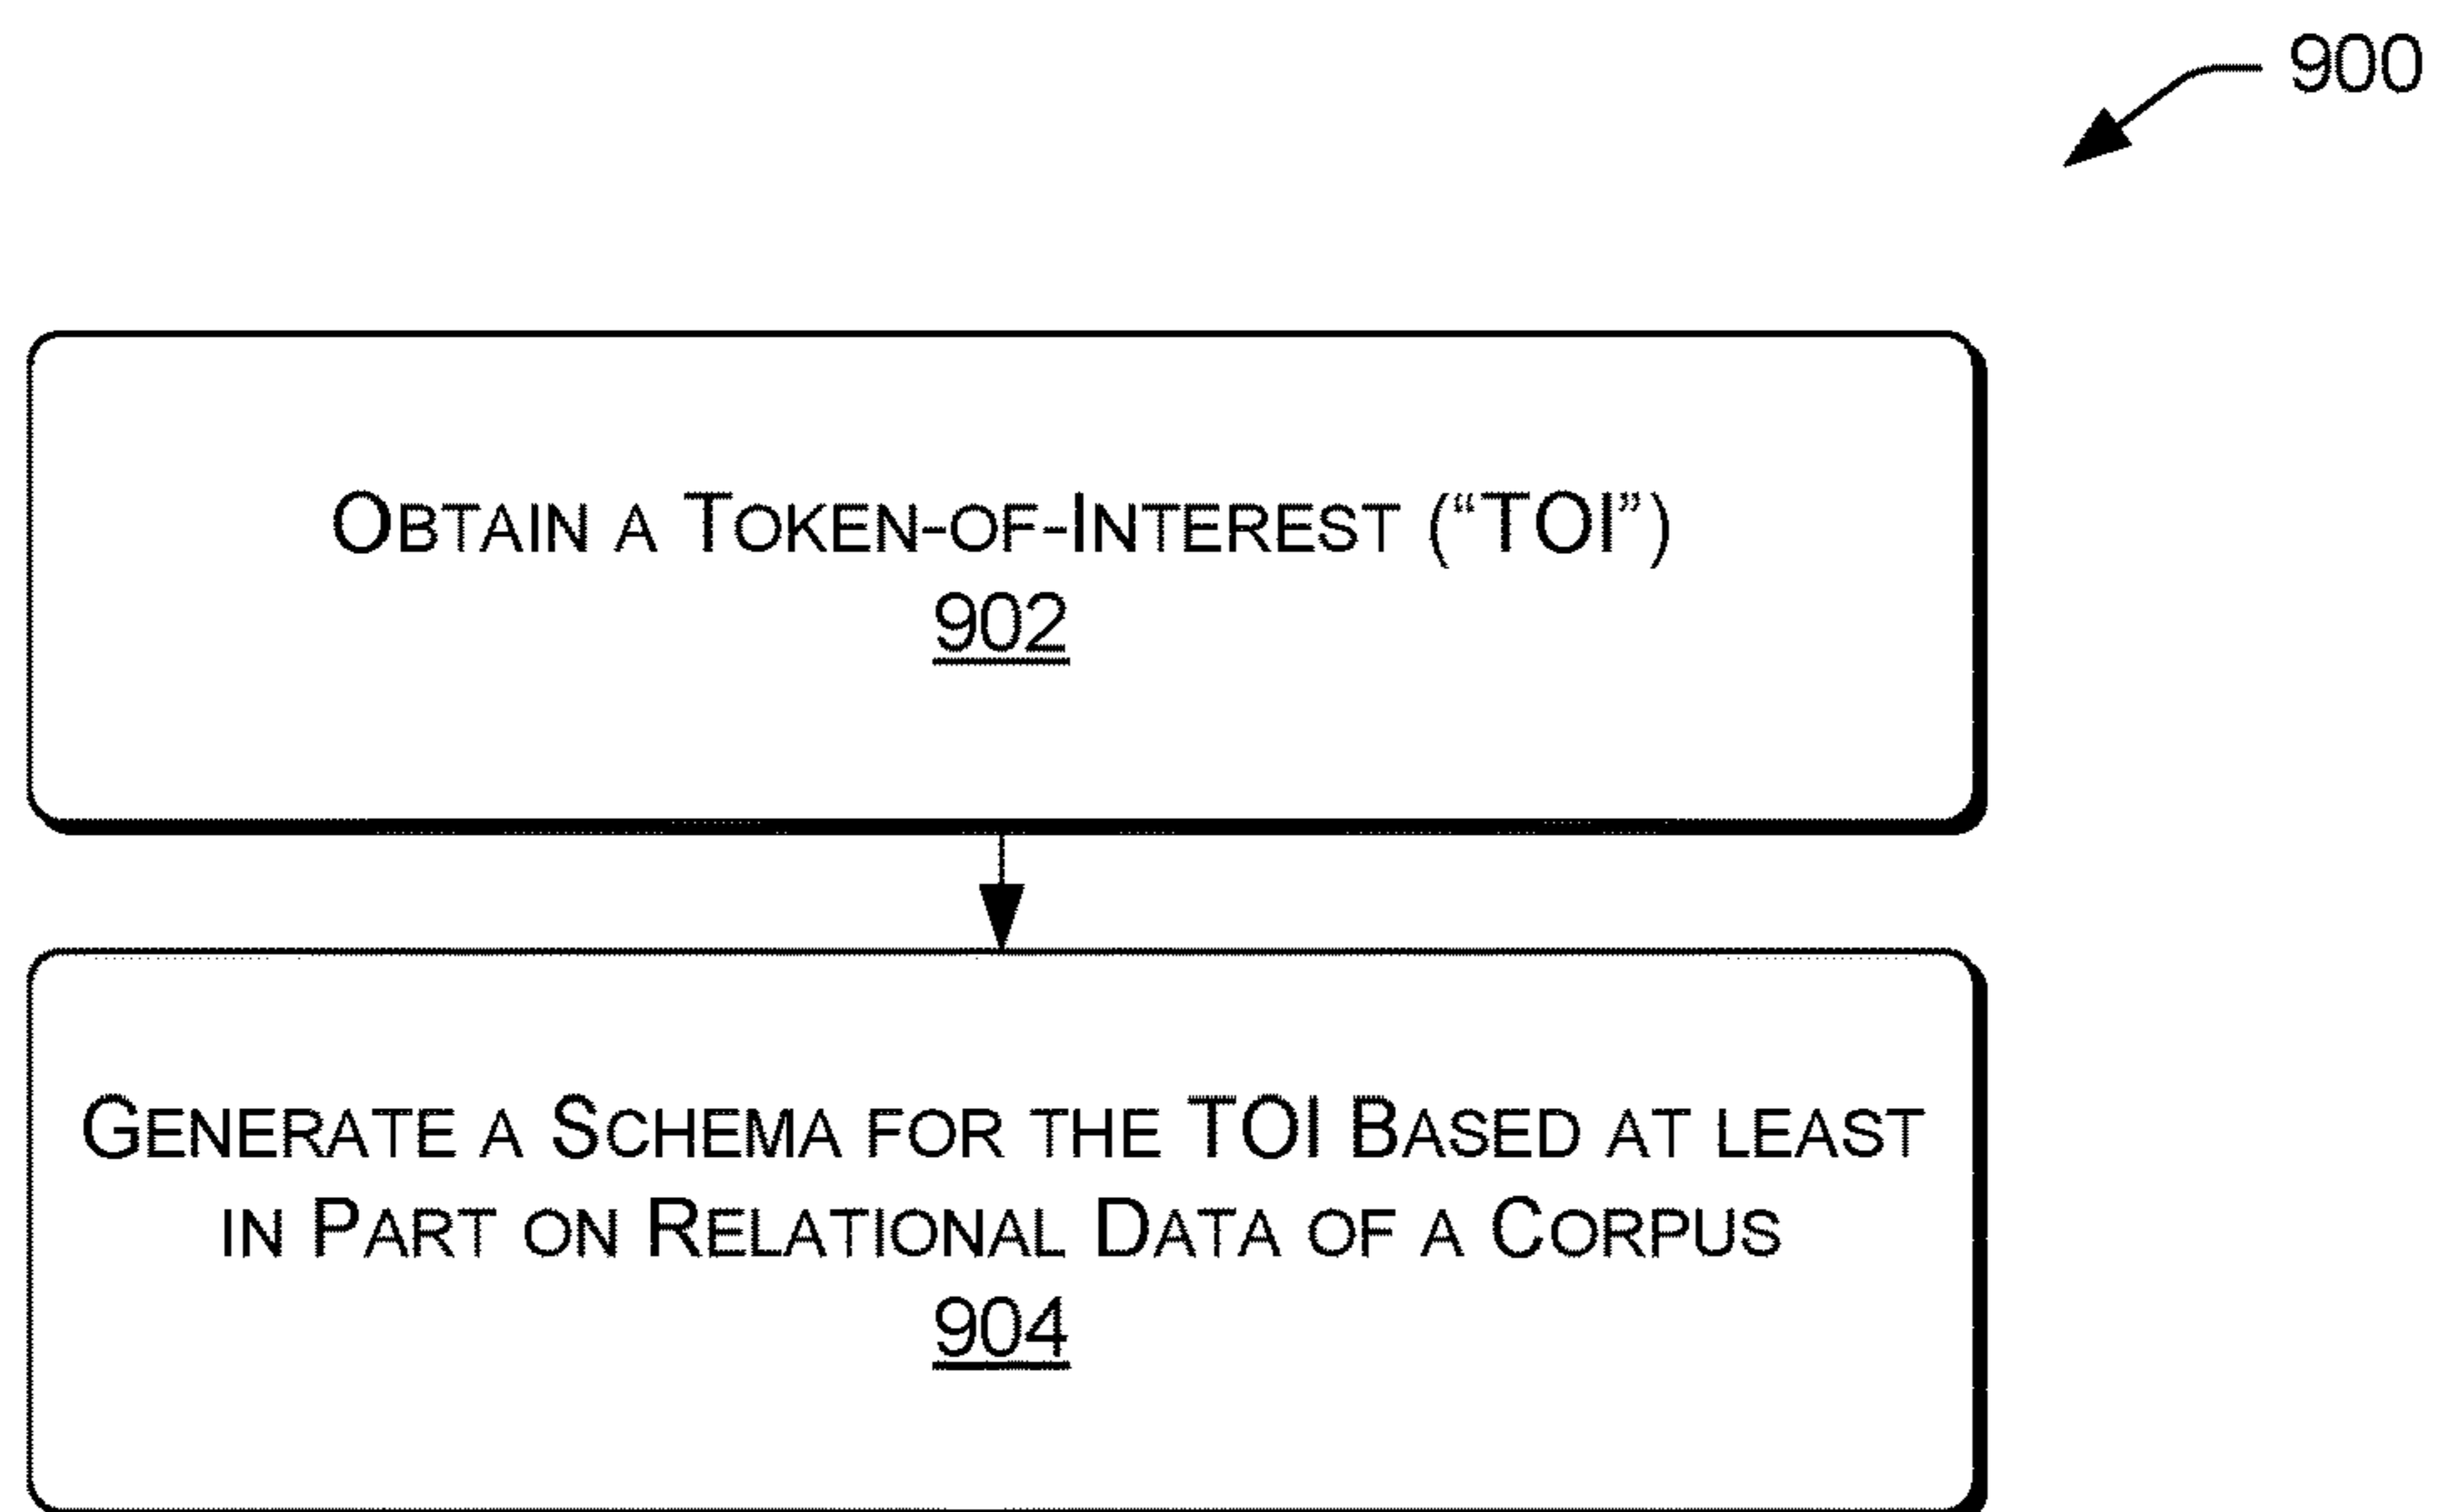 900
OBTAIN A TOKEN-OF-INTEREST (“TOI”)
902
GENERATE A SCHEMA FOR THE TOI BASED AT LEAST
IN PART ON RELATIONAL DATA OF A CORPUS
904